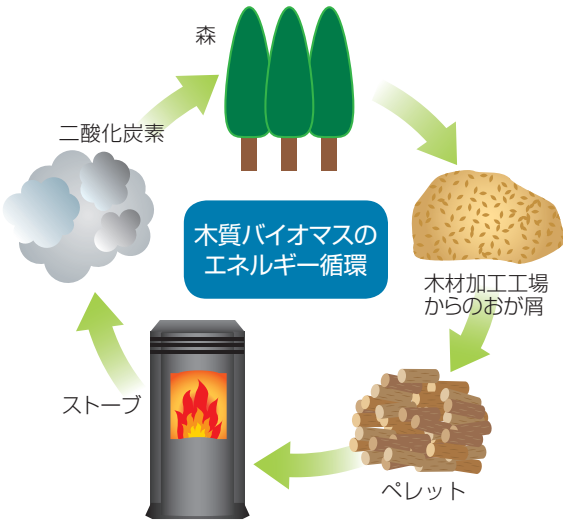 森
二酸化炭素
木質バイオマスの
エネルギー循環
木材加工工場
からのおが屑
ストーブ
ペレット